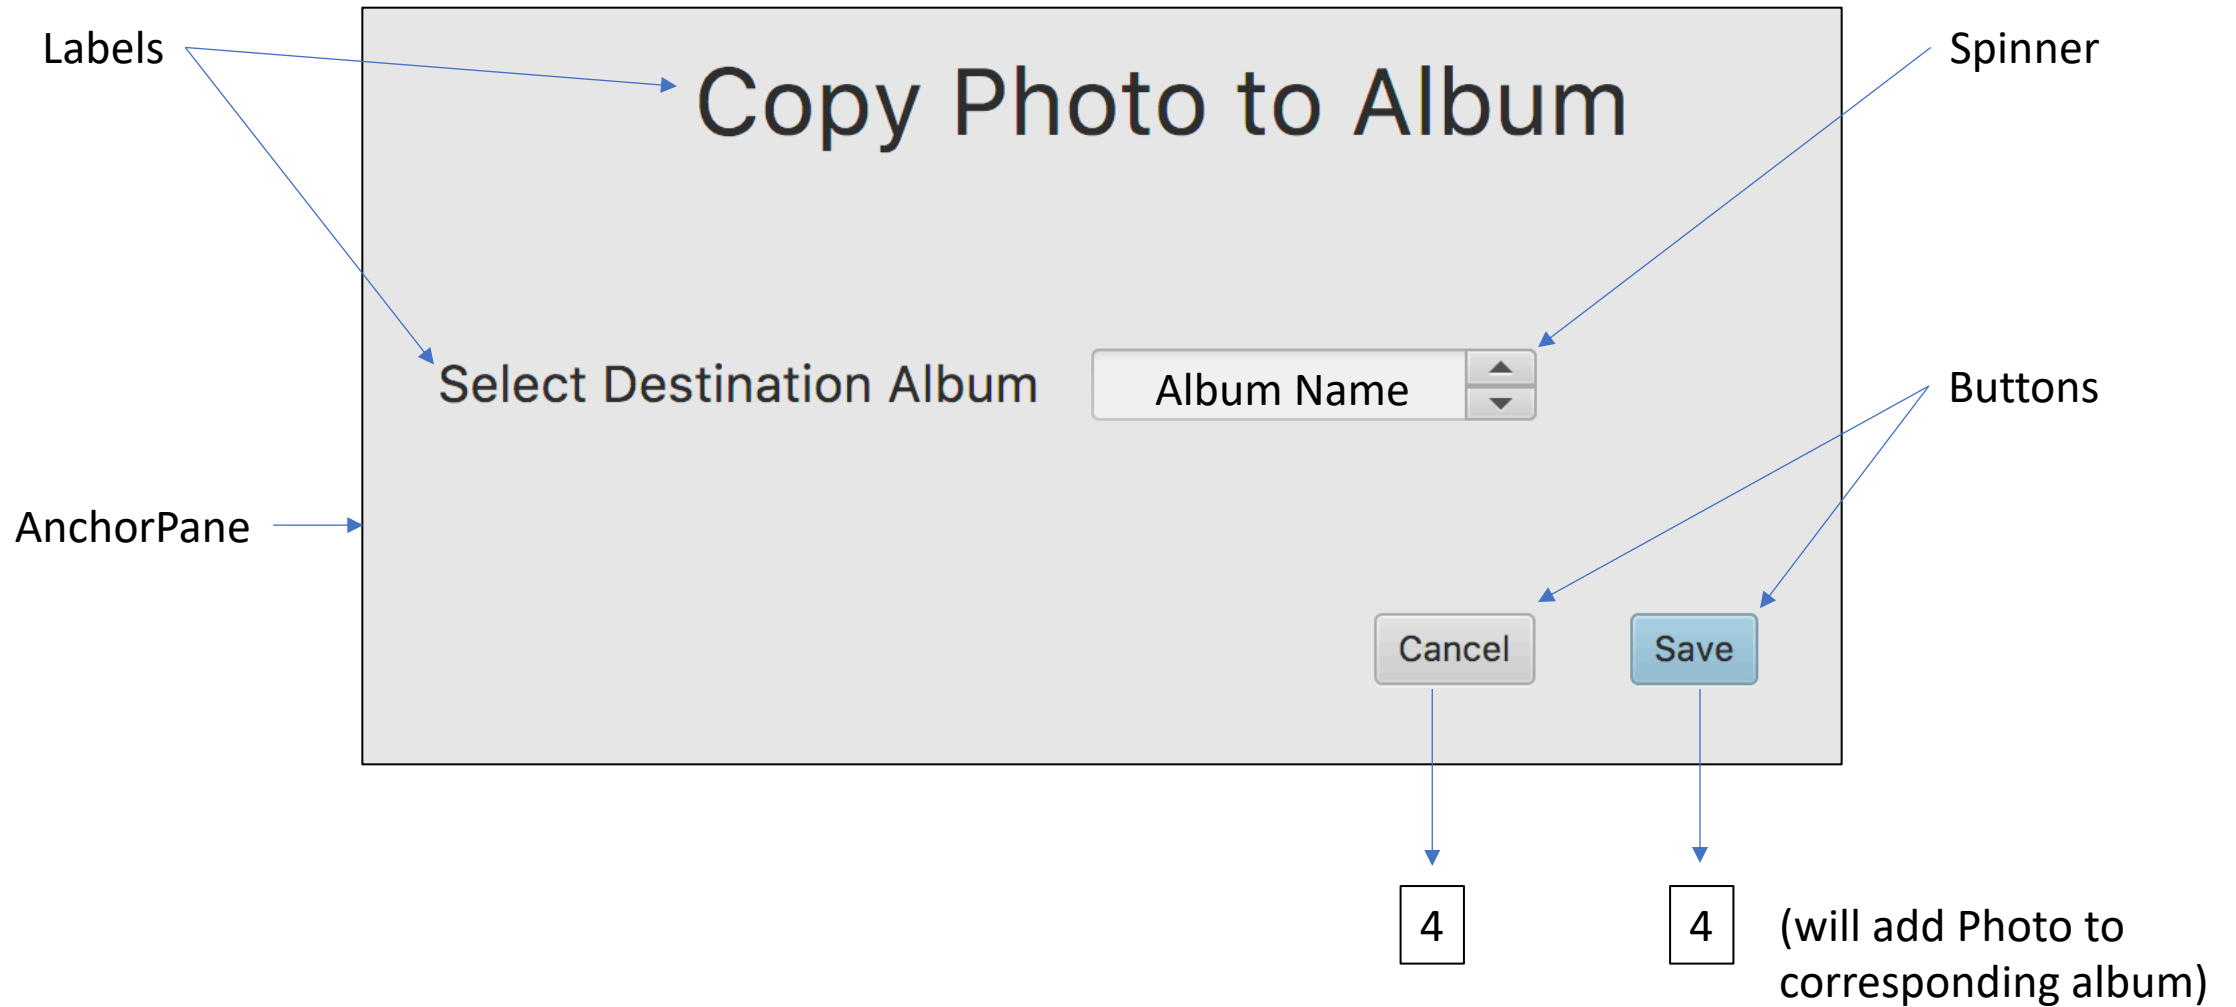 Labels
Spinner
Copy Photo to Album
Select Destination Album
Album Name
Buttons
AnchorPane
Cancel
Save
4
4
(will add Photo to
corresponding album)